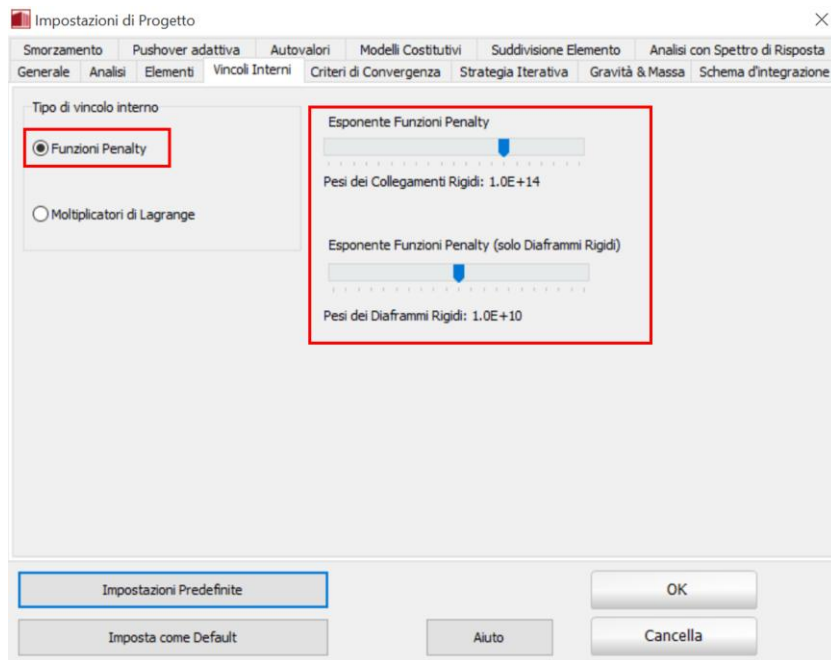 Impostazioni di Progetto
Smorzamento Pushover adattiva Autovalori Modelli Costitutivi Suddivisione Elemento Analisi con Spettro di Risposta
Generale Analisi Elementi Vincoli Interni Criteri di Convergenza Strategia Iterativa Gravità & Massa Schema d'integrazione
Tipo di vincolo interno
Funzioni Penalty
Moltiplicatori di Lagrange
Esponente Funzioni Penalty
Pesi dei Collegamenti Rigidi: 1.0E+14
Esponente Funzioni Penalty (solo Diaframmi Rigidi)
Pesi dei Diaframmi Rigidi: 1.0E+10
Impostazioni Predefinite
OK
Imposta come Default
Aiuto
Cancella